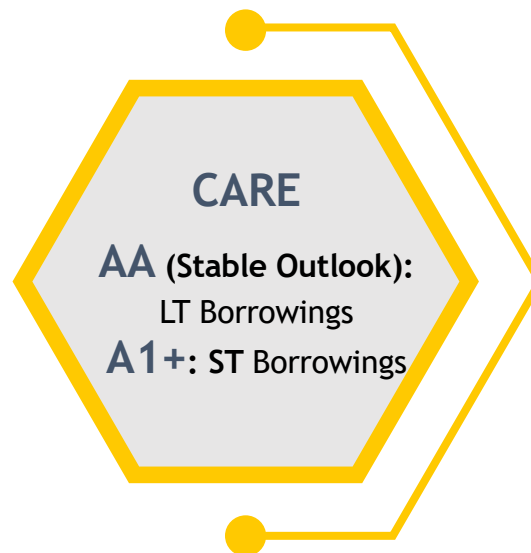 CARE
AA (Stable Outlook):
LT Borrowings
A1+: ST Borrowings